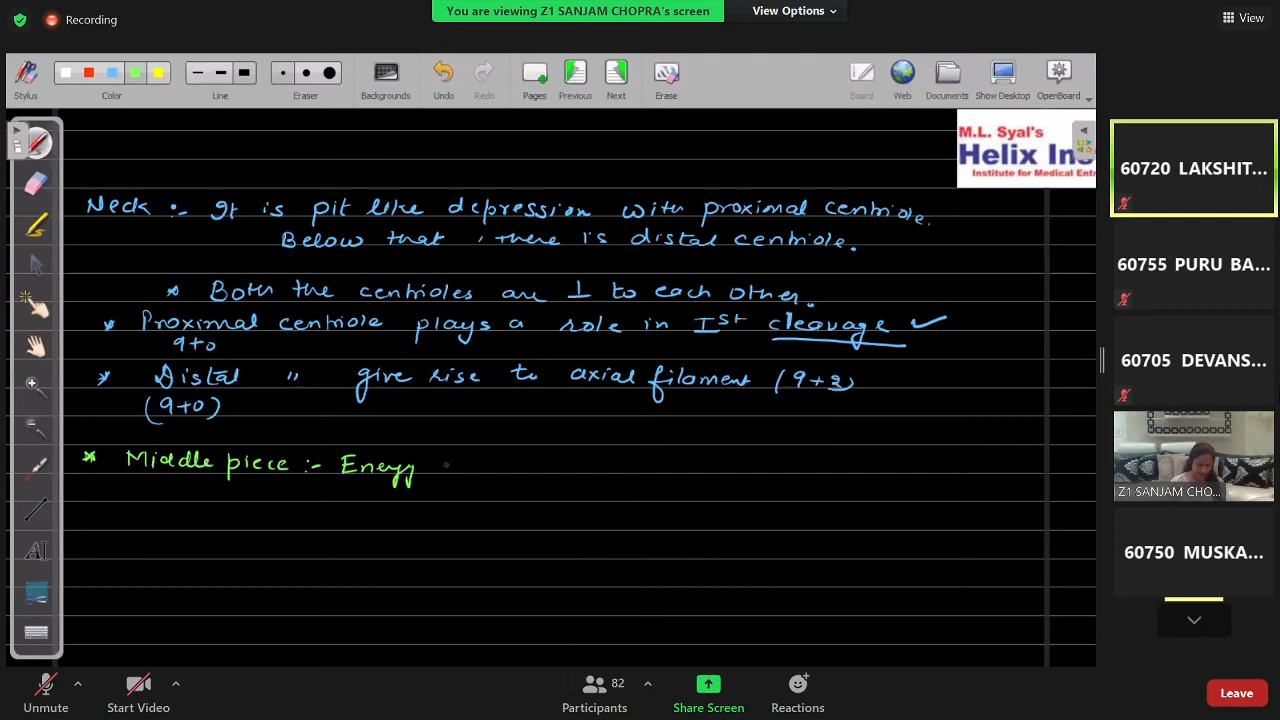 Recording
You are viewing Z1 SANJAM CHOPRA's screen
View Options
View
Stylus
Color
Line
Eraser
Backgrounds
Undo
Redo
Pages
Previous
Next
Erase
Board
Web
Documents
Show Desktop
OpenBoard
M.L. Syal's
Helix Ins
Institute for Medical Entr
Neck :- It is pit like depression with proximal centriole.
Below that, there is distal centriole.
* Both the centrioles are ⊥ to each other.
* Proximal centriole plays a role in Ist cleavage ✓
9+0
* Distal " give rise to axial filament (9+2)
(9+0)
* Middle piece :- Energy
60720 LAKSHIT...
60755 PURU BA...
60705 DEVANS...
Z1 SANJAM CHO...
60750 MUSKA...
Unmute
Start Video
82
Participants
Share Screen
Reactions
Leave